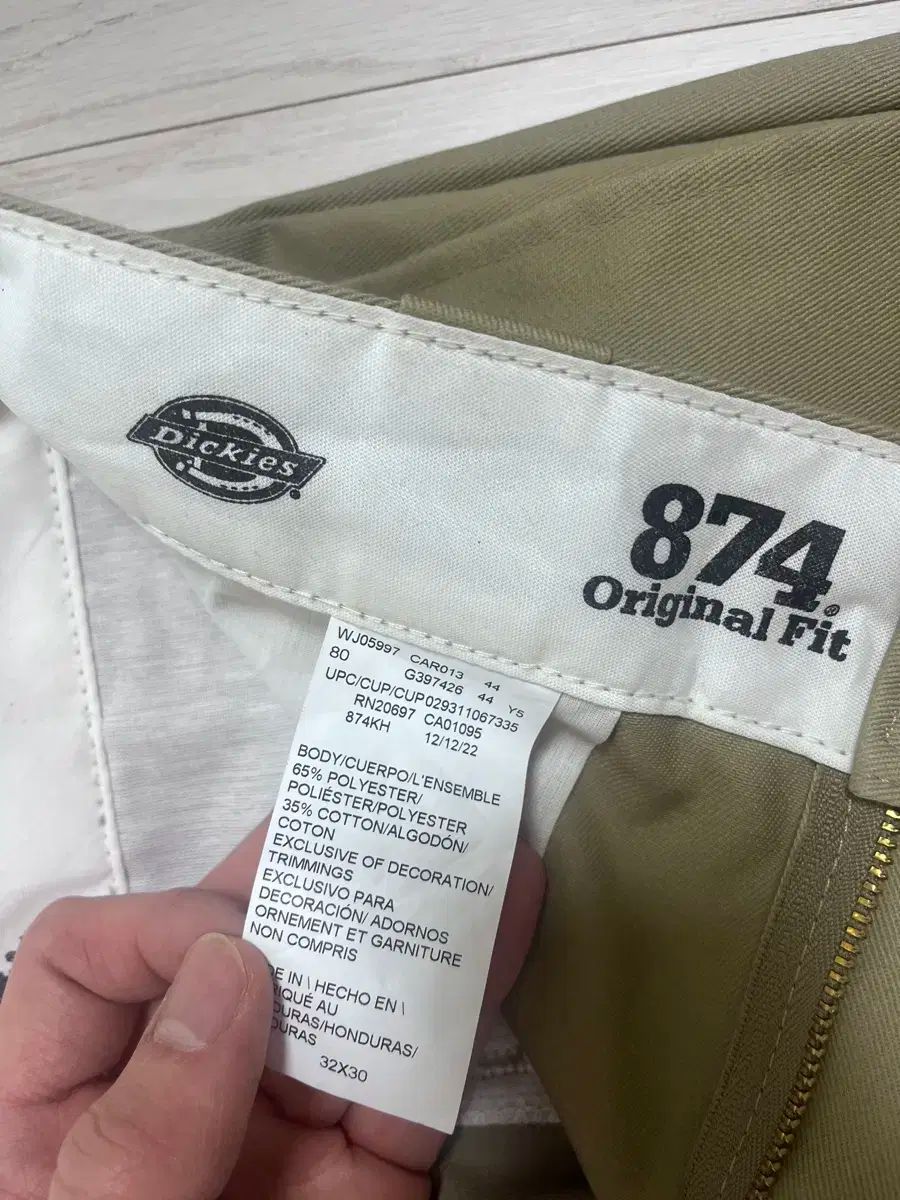 Dickies
874®
Original Fit
WJ05997 CAR013 44
80 G397426 44 Y5
UPC/CUP/CUP029311067335
RN20697 CA01095
874KH 12/12/22
BODY/CUERPO/L'ENSEMBLE
65% POLYESTER/
POLIÉSTER/POLYESTER
35% COTTON/ALGODÓN/
COTON
EXCLUSIVE OF DECORATION/
TRIMMINGS
EXCLUSIVO PARA
DECORACIÓN/ ADORNOS
ORNEMENT ET GARNITURE
NON COMPRIS
IN \ HECHO EN \
AU
/HONDURAS/
32X30